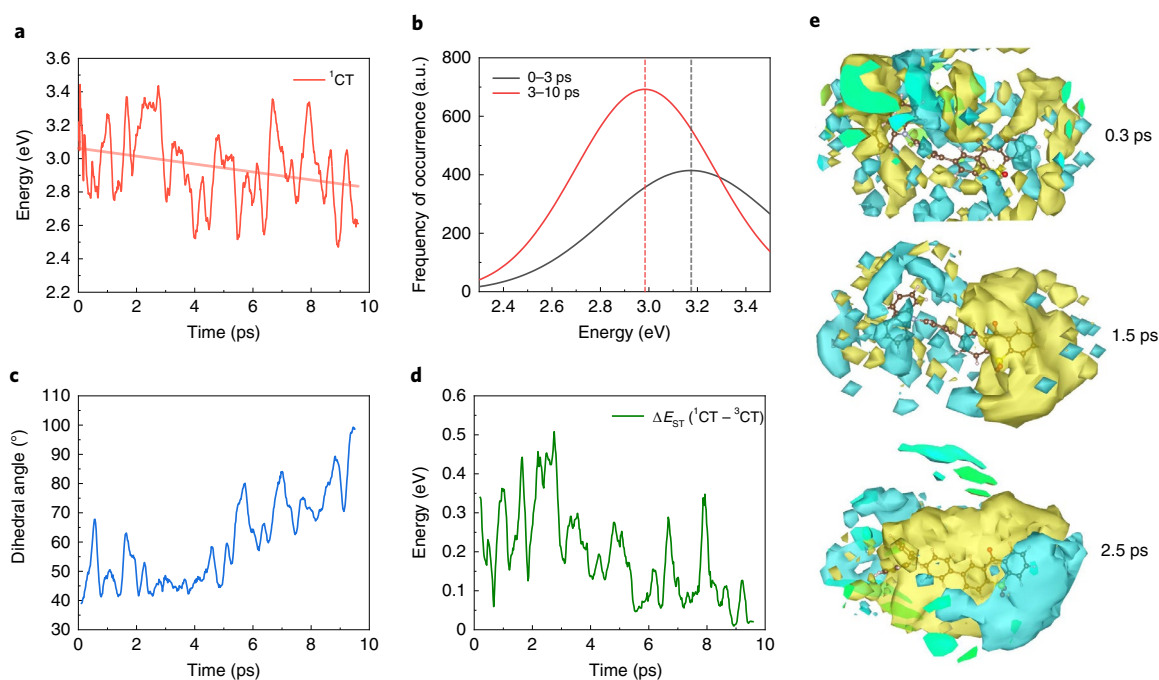 a
3.6
3.4
3.2
3.0
2.8
2.6
2.4
2.2
Energy (eV)
¹CT
0 2 4 6 8 10
Time (ps)
b
800
600
400
200
0
Frequency of occurrence (a.u.)
0–3 ps
3–10 ps
2.4 2.6 2.8 3.0 3.2 3.4
Energy (eV)
c
110
100
90
80
70
60
50
40
30
Dihedral angle (°)
0 2 4 6 8 10
Time (ps)
d
0.6
0.5
0.4
0.3
0.2
0.1
0
Energy (eV)
ΔE_ST (¹CT – ³CT)
0 2 4 6 8 10
Time (ps)
e
0.3 ps
1.5 ps
2.5 ps